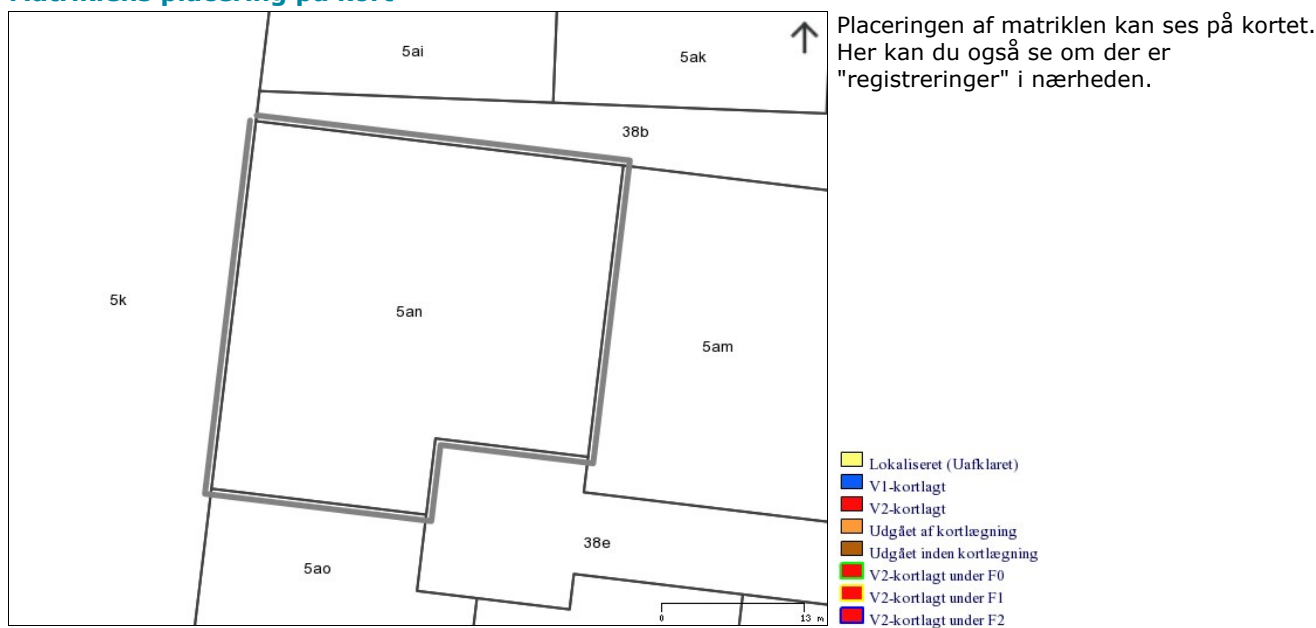 Placeringen af matriklen kan ses på kortet.
Her kan du også se om der er
"registreringer" i nærheden.
5ai
5ak
38b
5k
5an
5am
38e
5ao
0
13 m
Lokaliseret (Uafklaret)
V1-kortlagt
V2-kortlagt
Udgået af kortlægning
Udgået inden kortlægning
V2-kortlagt under F0
V2-kortlagt under F1
V2-kortlagt under F2